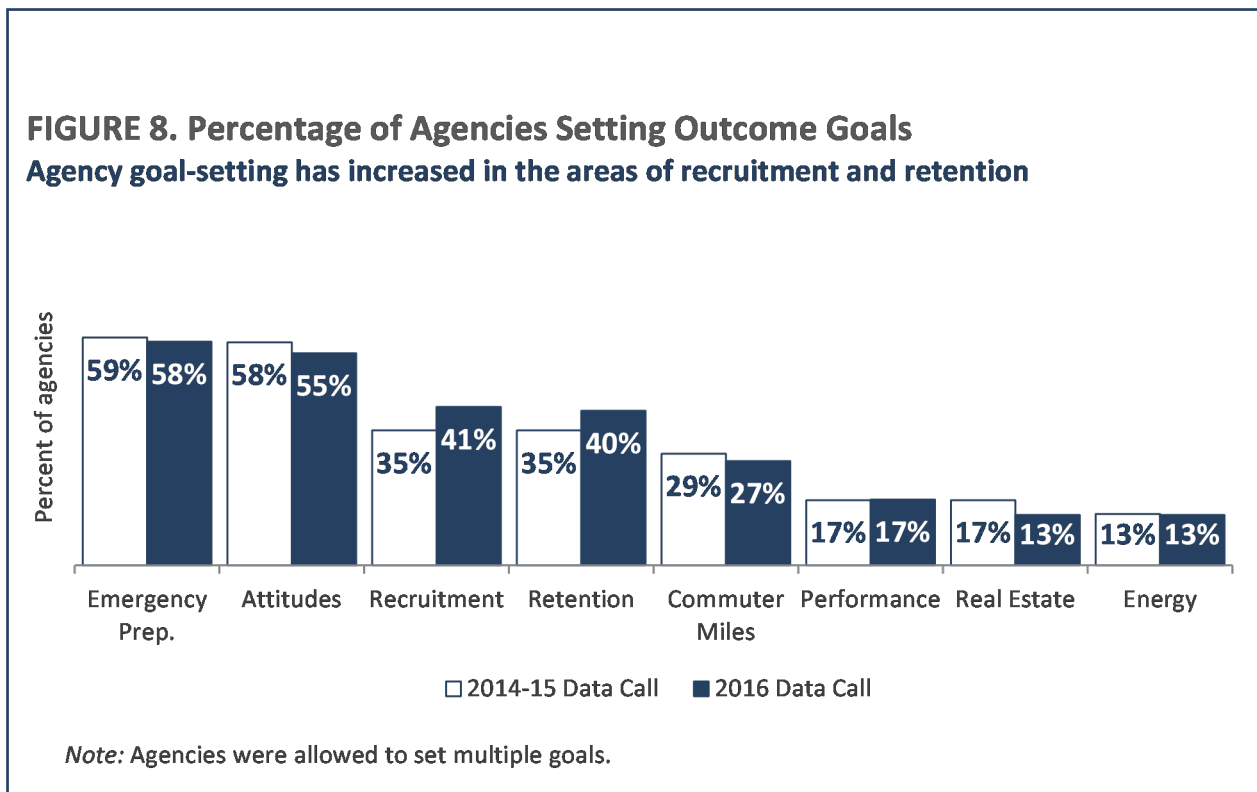 FIGURE 8. Percentage of Agencies Setting Outcome Goals
Agency goal-setting has increased in the areas of recruitment and retention
Percent of agencies
59% 58% 58% 55% 35% 41% 35% 40% 29% 27% 17% 17% 17% 13% 13% 13%
Emergency Attitudes Recruitment Retention Commuter Performance Real Estate Energy
Prep. Miles
2014-15 Data Call 2016 Data Call
Note: Agencies were allowed to set multiple goals.